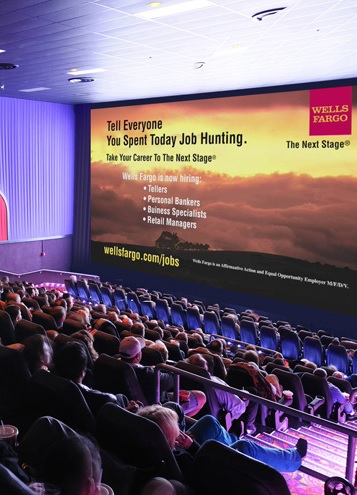 WELLS
FARGO
The Next Stage®
Tell Everyone
You Spent Today Job Hunting.
Take Your Career To The Next Stage®
Wells Fargo is now hiring:
• Tellers
• Personal Bankers
• Buiness Specialists
• Retail Managers
wellsfargo.com/jobs
Wells Fargo is an Affirmative Action and Equal Opportunity Employer M/F/D/V.